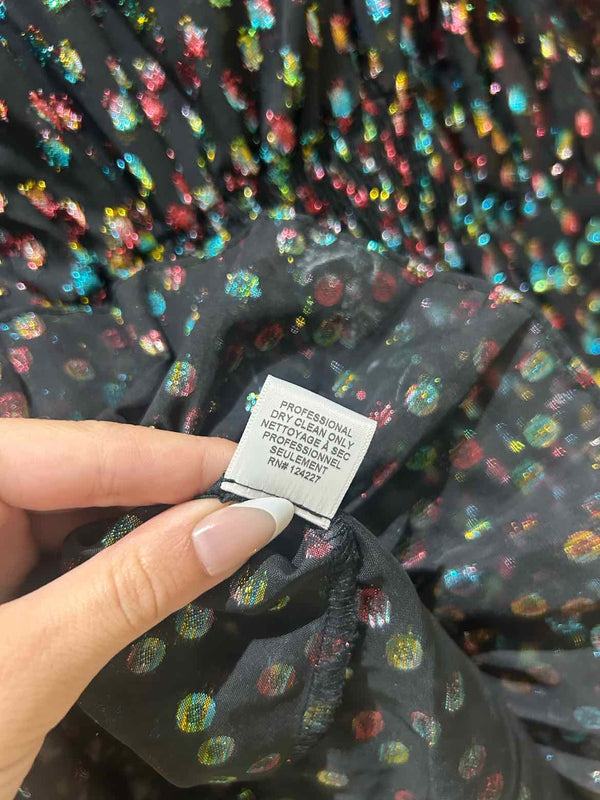 PROFESSIONAL
DRY CLEAN ONLY
NETTOYAGE À SEC
PROFESSIONNEL
SEULEMENT
RN# 124227